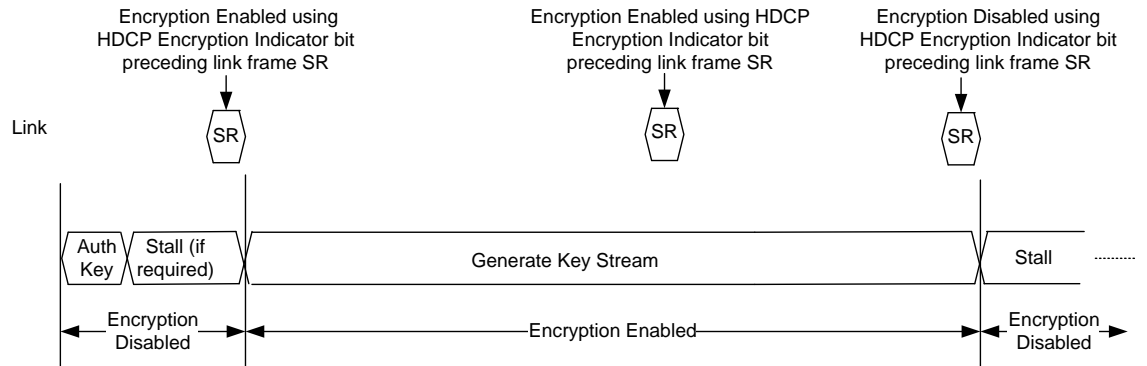 Encryption Enabled using
HDCP Encryption Indicator bit
preceding link frame SR
Encryption Enabled using HDCP
Encryption Indicator bit
preceding link frame SR
Encryption Disabled using
HDCP Encryption Indicator bit
preceding link frame SR
Link
SR
SR
SR
Auth
Key
Stall (if
required)
Generate Key Stream
Stall
Encryption
Disabled
Encryption Enabled
Encryption
Disabled